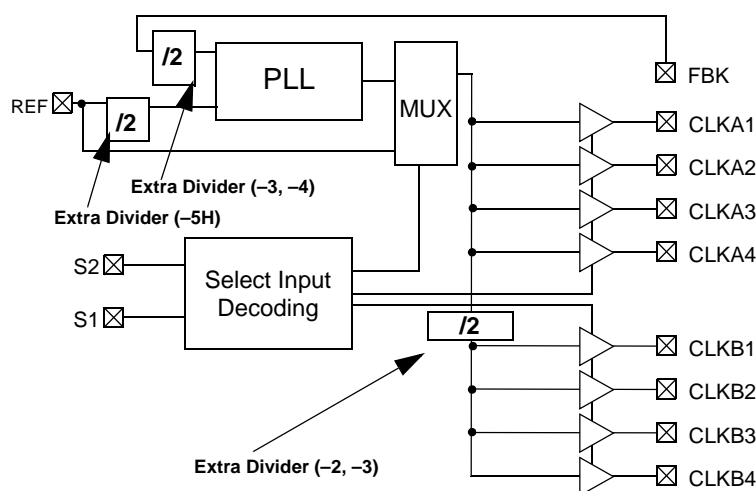 /2
PLL
FBK
REF
/2
MUX
CLKA1
CLKA2
Extra Divider (–3, –4)
CLKA3
Extra Divider (–5H)
CLKA4
S2
Select Input
Decoding
S1
/2
CLKB1
CLKB2
CLKB3
Extra Divider (–2, –3)
CLKB4